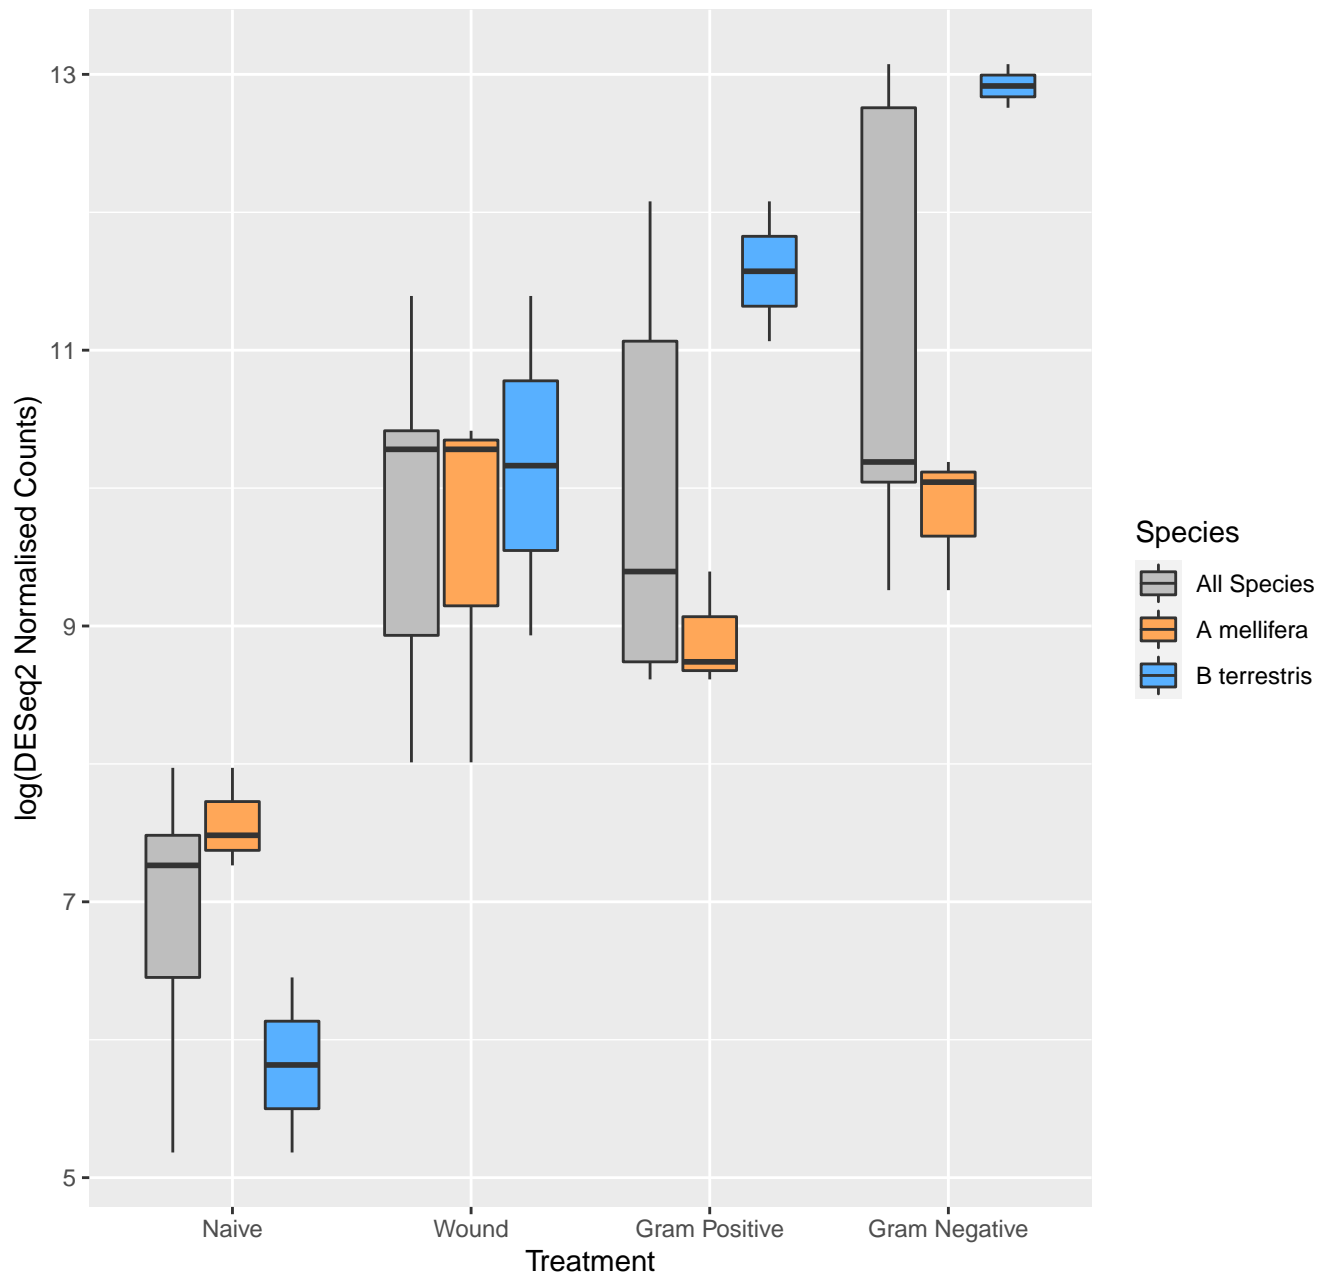 log(DESeq2 Normalised Counts)
13
11
9
7
5
Naive
Wound
Gram Positive
Gram Negative
Treatment
Species
All Species
A mellifera
B terrestris